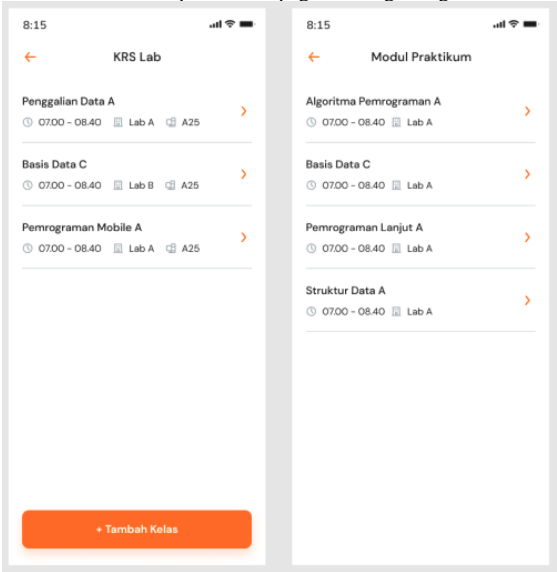 8:15
KRS Lab
Penggalian Data A
07.00 - 08.40 Lab A A25
Basis Data C
07.00 - 08.40 Lab B A25
Pemrograman Mobile A
07.00 - 08.40 Lab A A25
+ Tambah Kelas
8:15
Modul Praktikum
Algoritma Pemrograman A
07.00 - 08.40 Lab A
Basis Data C
07.00 - 08.40 Lab A
Pemrograman Lanjut A
07.00 - 08.40 Lab A
Struktur Data A
07.00 - 08.40 Lab A